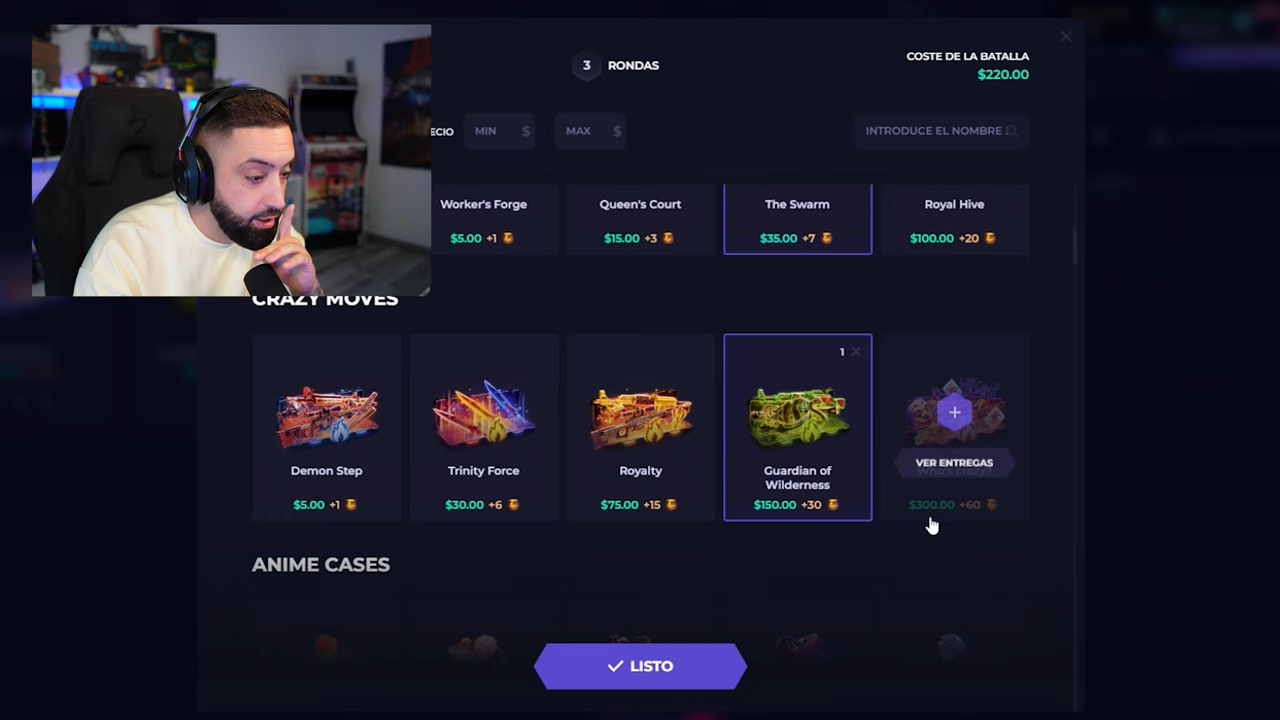 3 RONDAS
COSTE DE LA BATALLA
$220.00
ECIO
MIN $
MAX $
INTRODUCE EL NOMBRE
Worker's Forge
$5.00 +1
Queen's Court
$15.00 +3
The Swarm
$35.00 +7
Royal Hive
$100.00 +20
CRAZY MOVES
Demon Step
$5.00 +1
Trinity Force
$30.00 +6
Royalty
$75.00 +15
1
Guardian of
Wilderness
$150.00 +30
VER ENTREGAS
Who's crazy?
$300.00 +60
ANIME CASES
LISTO